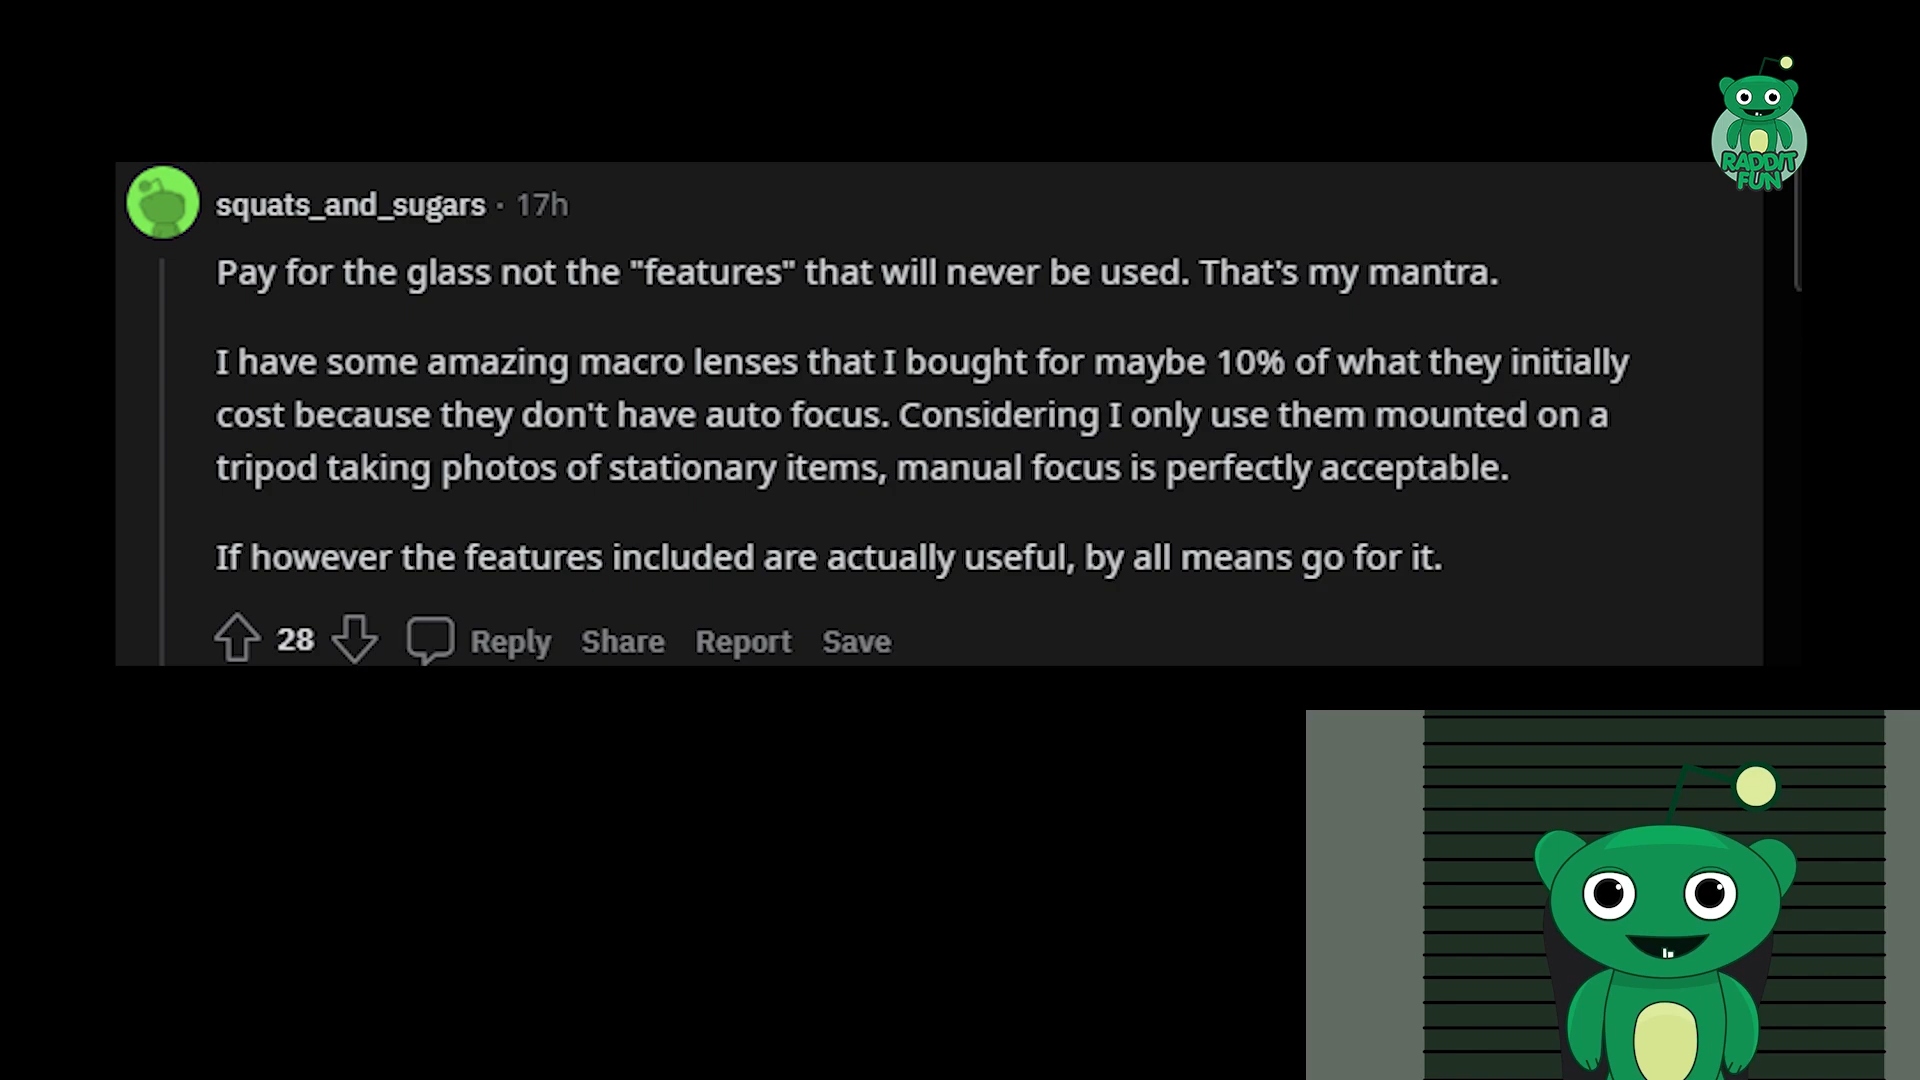 RADDIT
FUN
squats_and_sugars · 17h
Pay for the glass not the "features" that will never be used. That's my mantra.
I have some amazing macro lenses that I bought for maybe 10% of what they initially
cost because they don't have auto focus. Considering I only use them mounted on a
tripod taking photos of stationary items, manual focus is perfectly acceptable.
If however the features included are actually useful, by all means go for it.
28 Reply Share Report Save